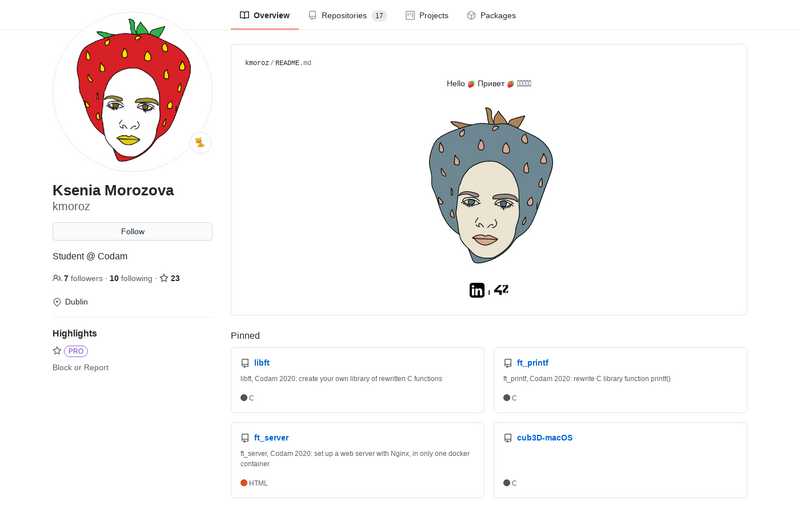 Overview
Repositories 17
Projects
Packages
kmoroz / README.md
Hello 🍓 Привет 🍓
in
42
Ksenia Morozova
kmoroz
Follow
Student @ Codam
7 followers · 10 following · 23
Dublin
Highlights
PRO
Block or Report
Pinned
libft
libft, Codam 2020: create your own library of rewritten C functions
C
ft_printf
ft_printf, Codam 2020: rewrite C library function printf()
C
ft_server
ft_server, Codam 2020: set up a web server with Nginx, in only one docker
container
HTML
cub3D-macOS
C